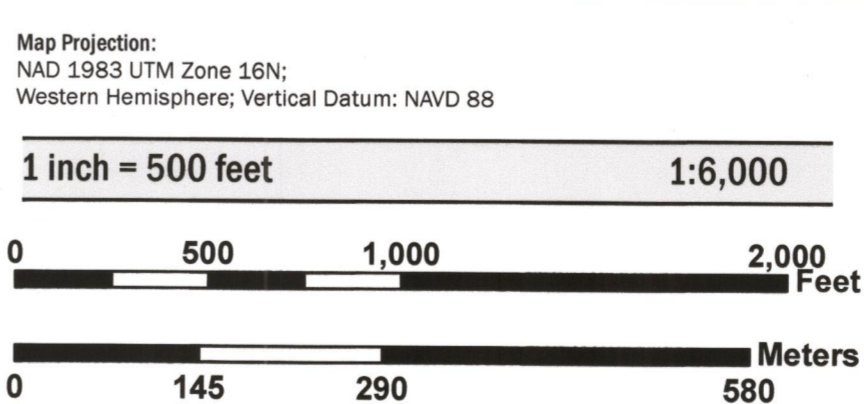 Map Projection:
NAD 1983 UTM Zone 16N;
Western Hemisphere; Vertical Datum: NAVD 88
1 inch = 500 feet 1:6,000
0 500 1,000 2,000
Feet
Meters
0 145 290 580